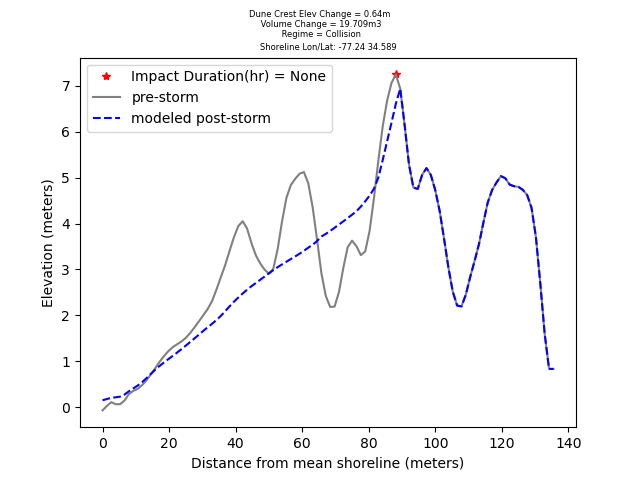 Dune Crest Elev Change = 0.64m
Volume Change = 19.709m3
Regime = Collision
Shoreline Lon/Lat: -77.24 34.589
Impact Duration(hr) = None
pre-storm
modeled post-storm
7
6
5
4
3
2
1
0
Elevation (meters)
0 20 40 60 80 100 120 140
Distance from mean shoreline (meters)